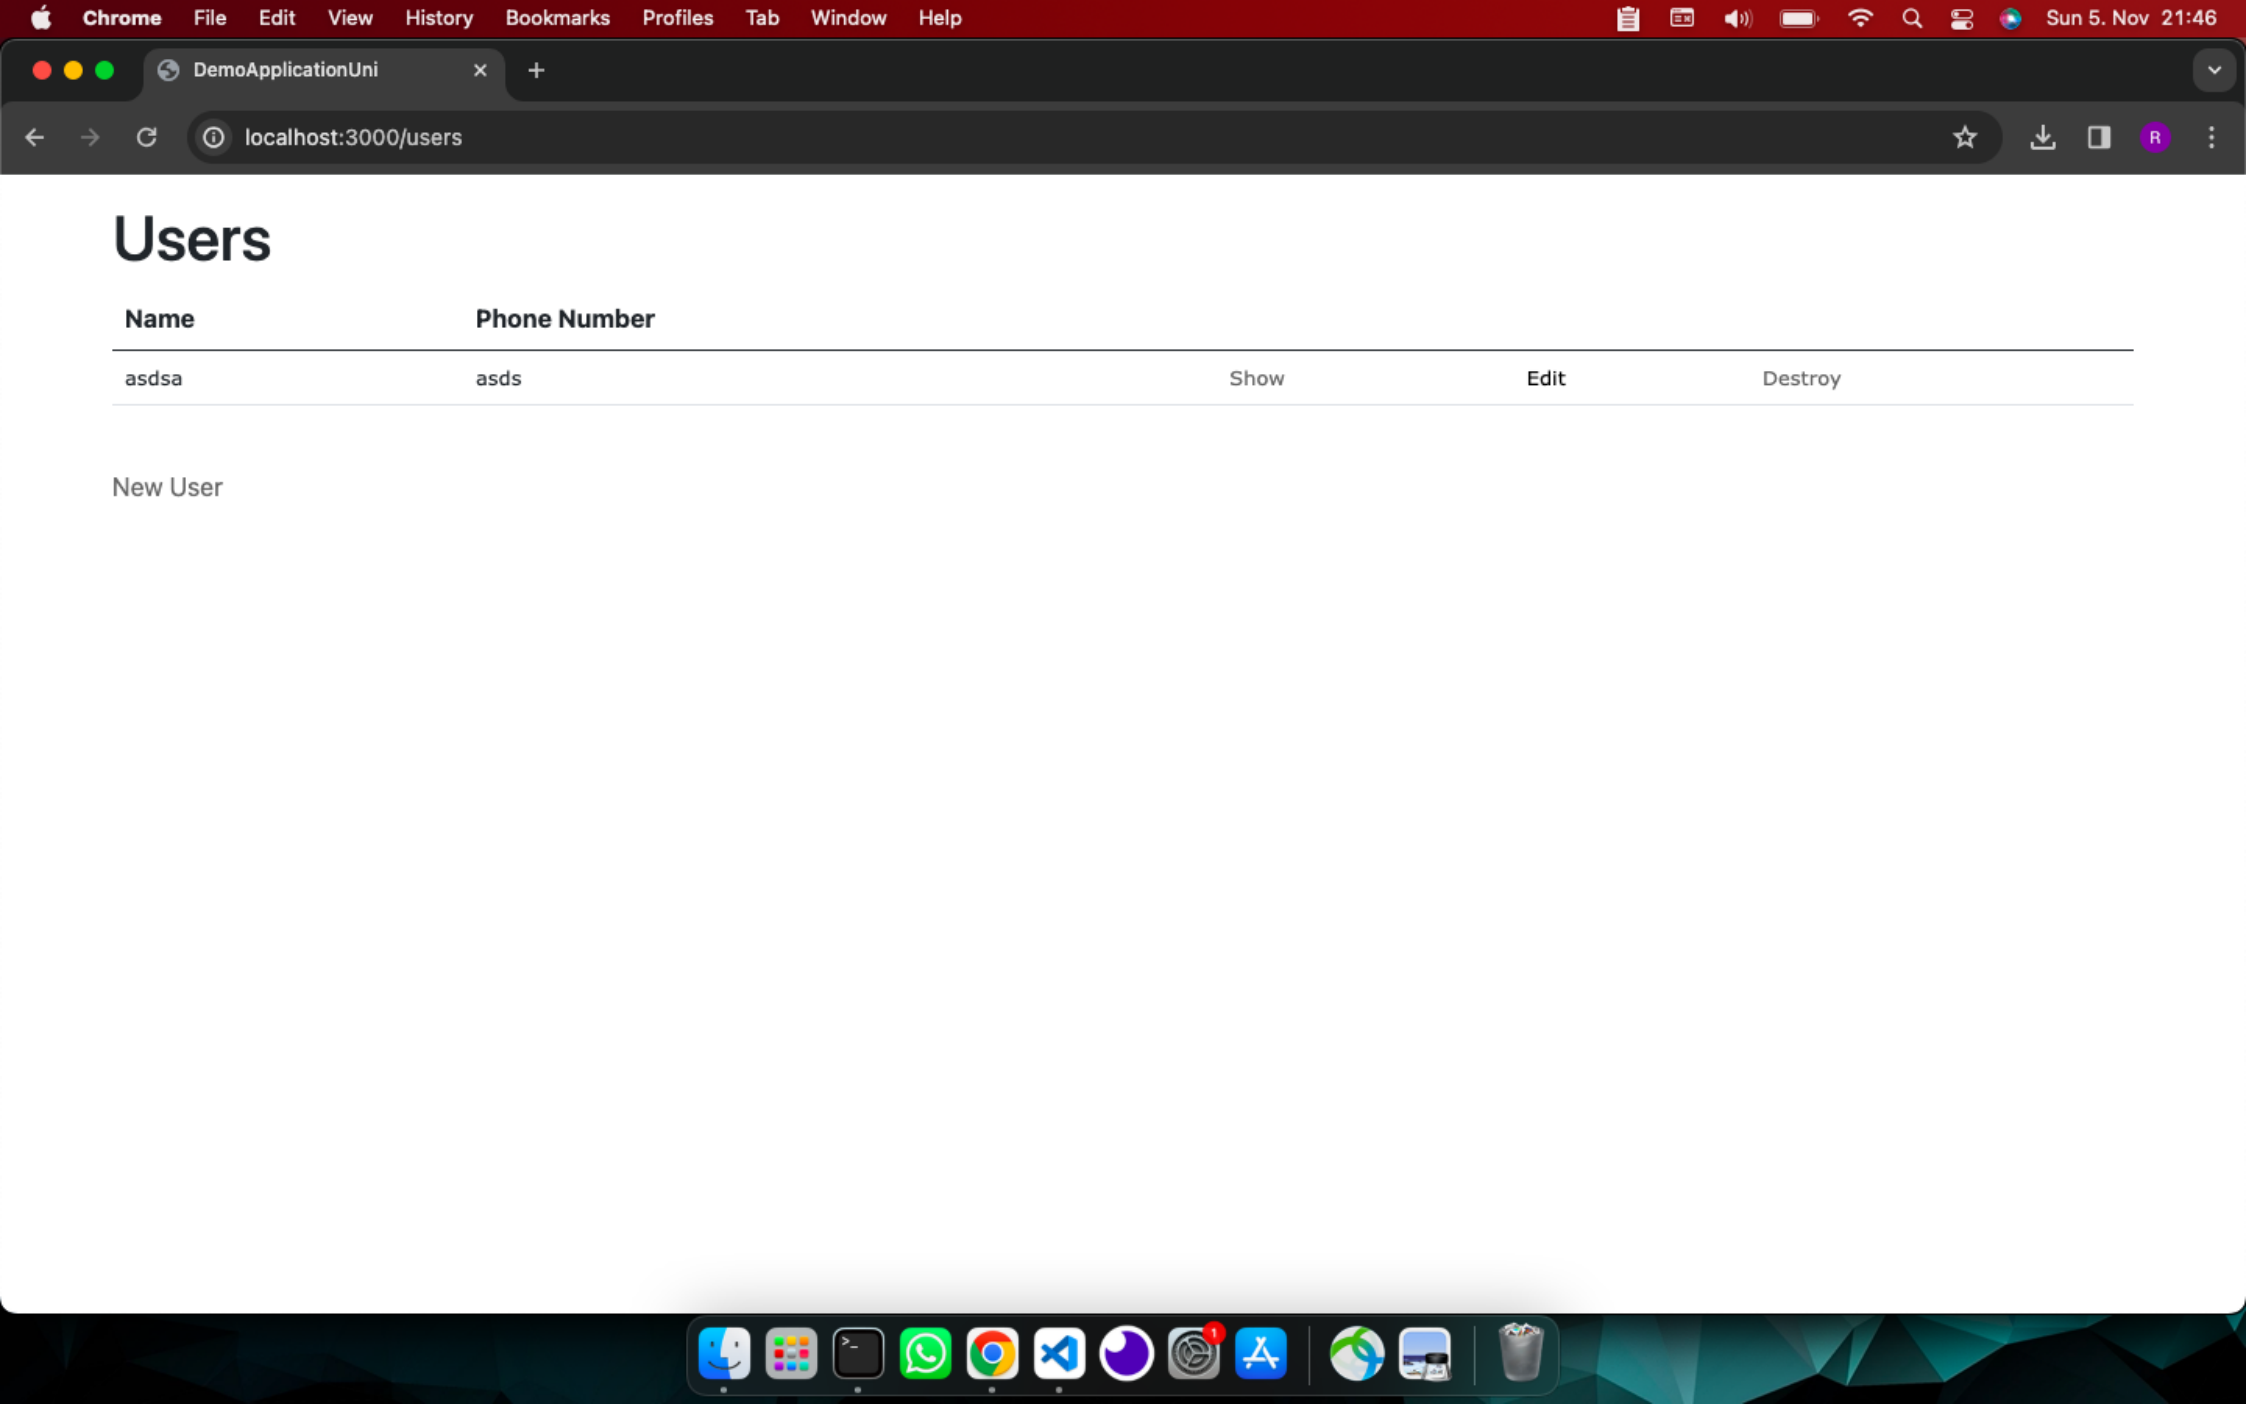 Chrome File Edit View History Bookmarks Profiles Tab Window Help Sun 5. Nov 21:46
DemoApplicationUni
localhost:3000/users R
Users
Name Phone Number
asdsa asds Show Edit Destroy
New User
>_ 1